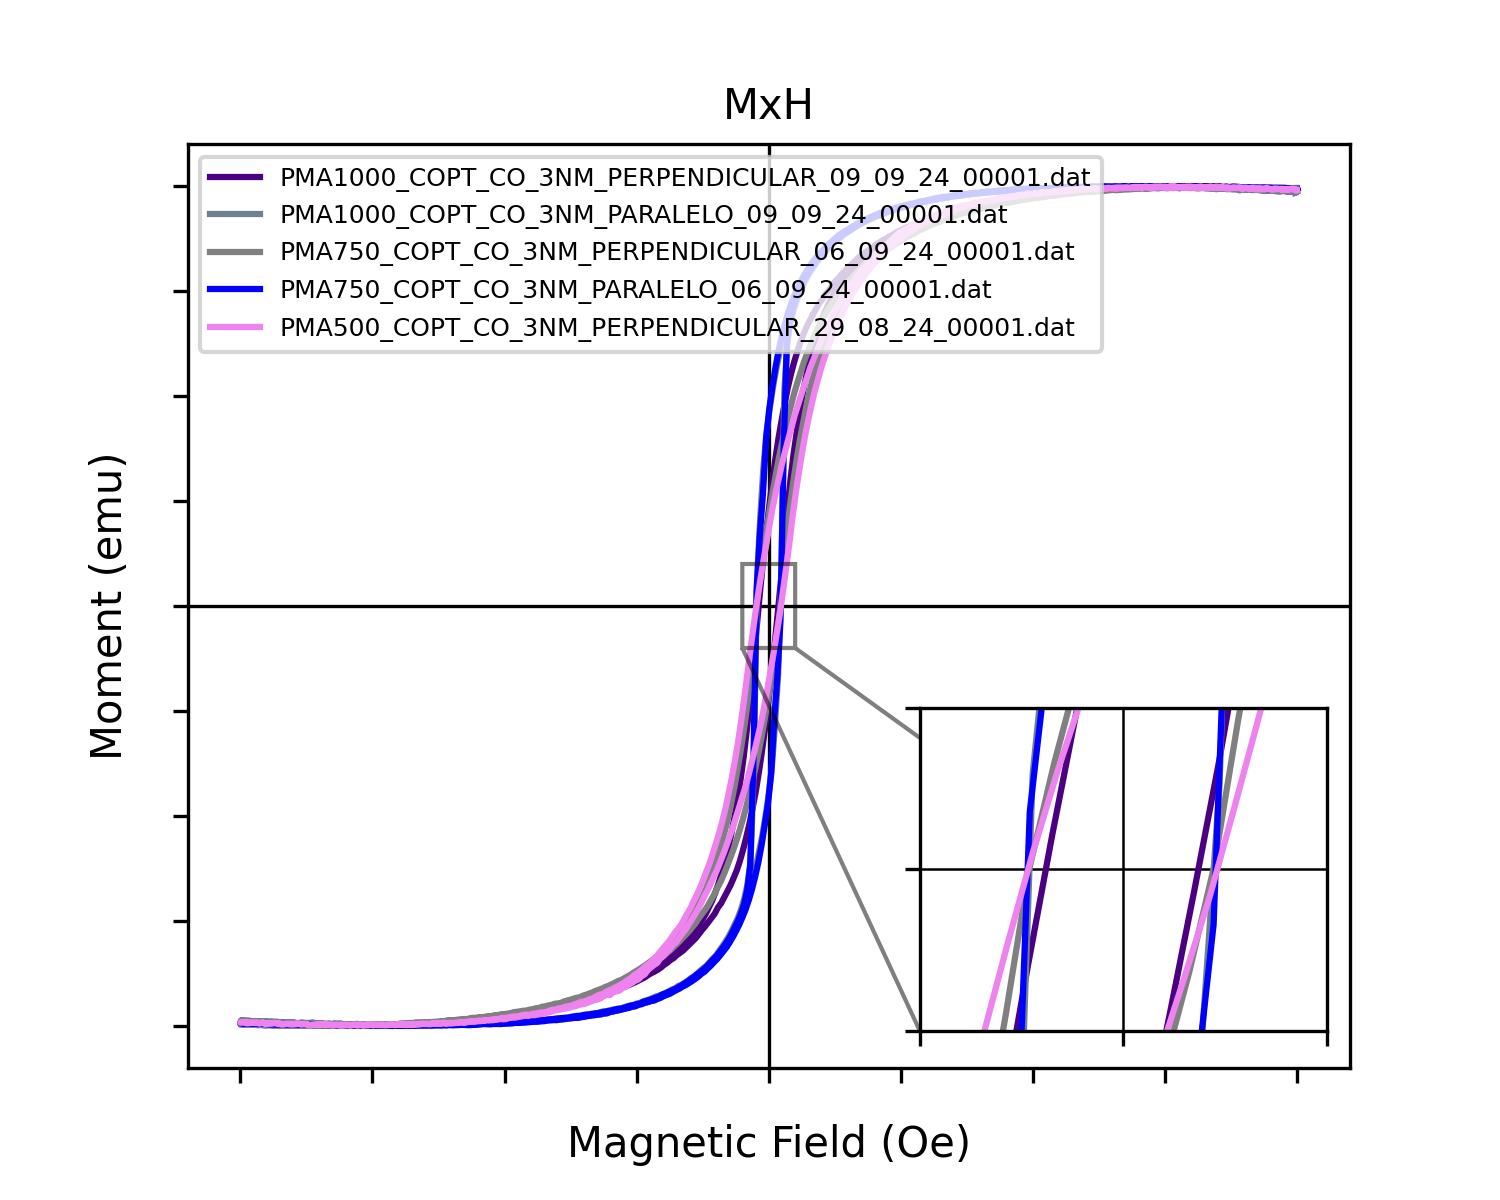 MxH
PMA1000_COPT_CO_3NM_PERPENDICULAR_09_09_24_00001.dat
PMA1000_COPT_CO_3NM_PARALELO_09_09_24_00001.dat
PMA750_COPT_CO_3NM_PERPENDICULAR_06_09_24_00001.dat
PMA750_COPT_CO_3NM_PARALELO_06_09_24_00001.dat
PMA500_COPT_CO_3NM_PERPENDICULAR_29_08_24_00001.dat
Moment (emu)
Magnetic Field (Oe)